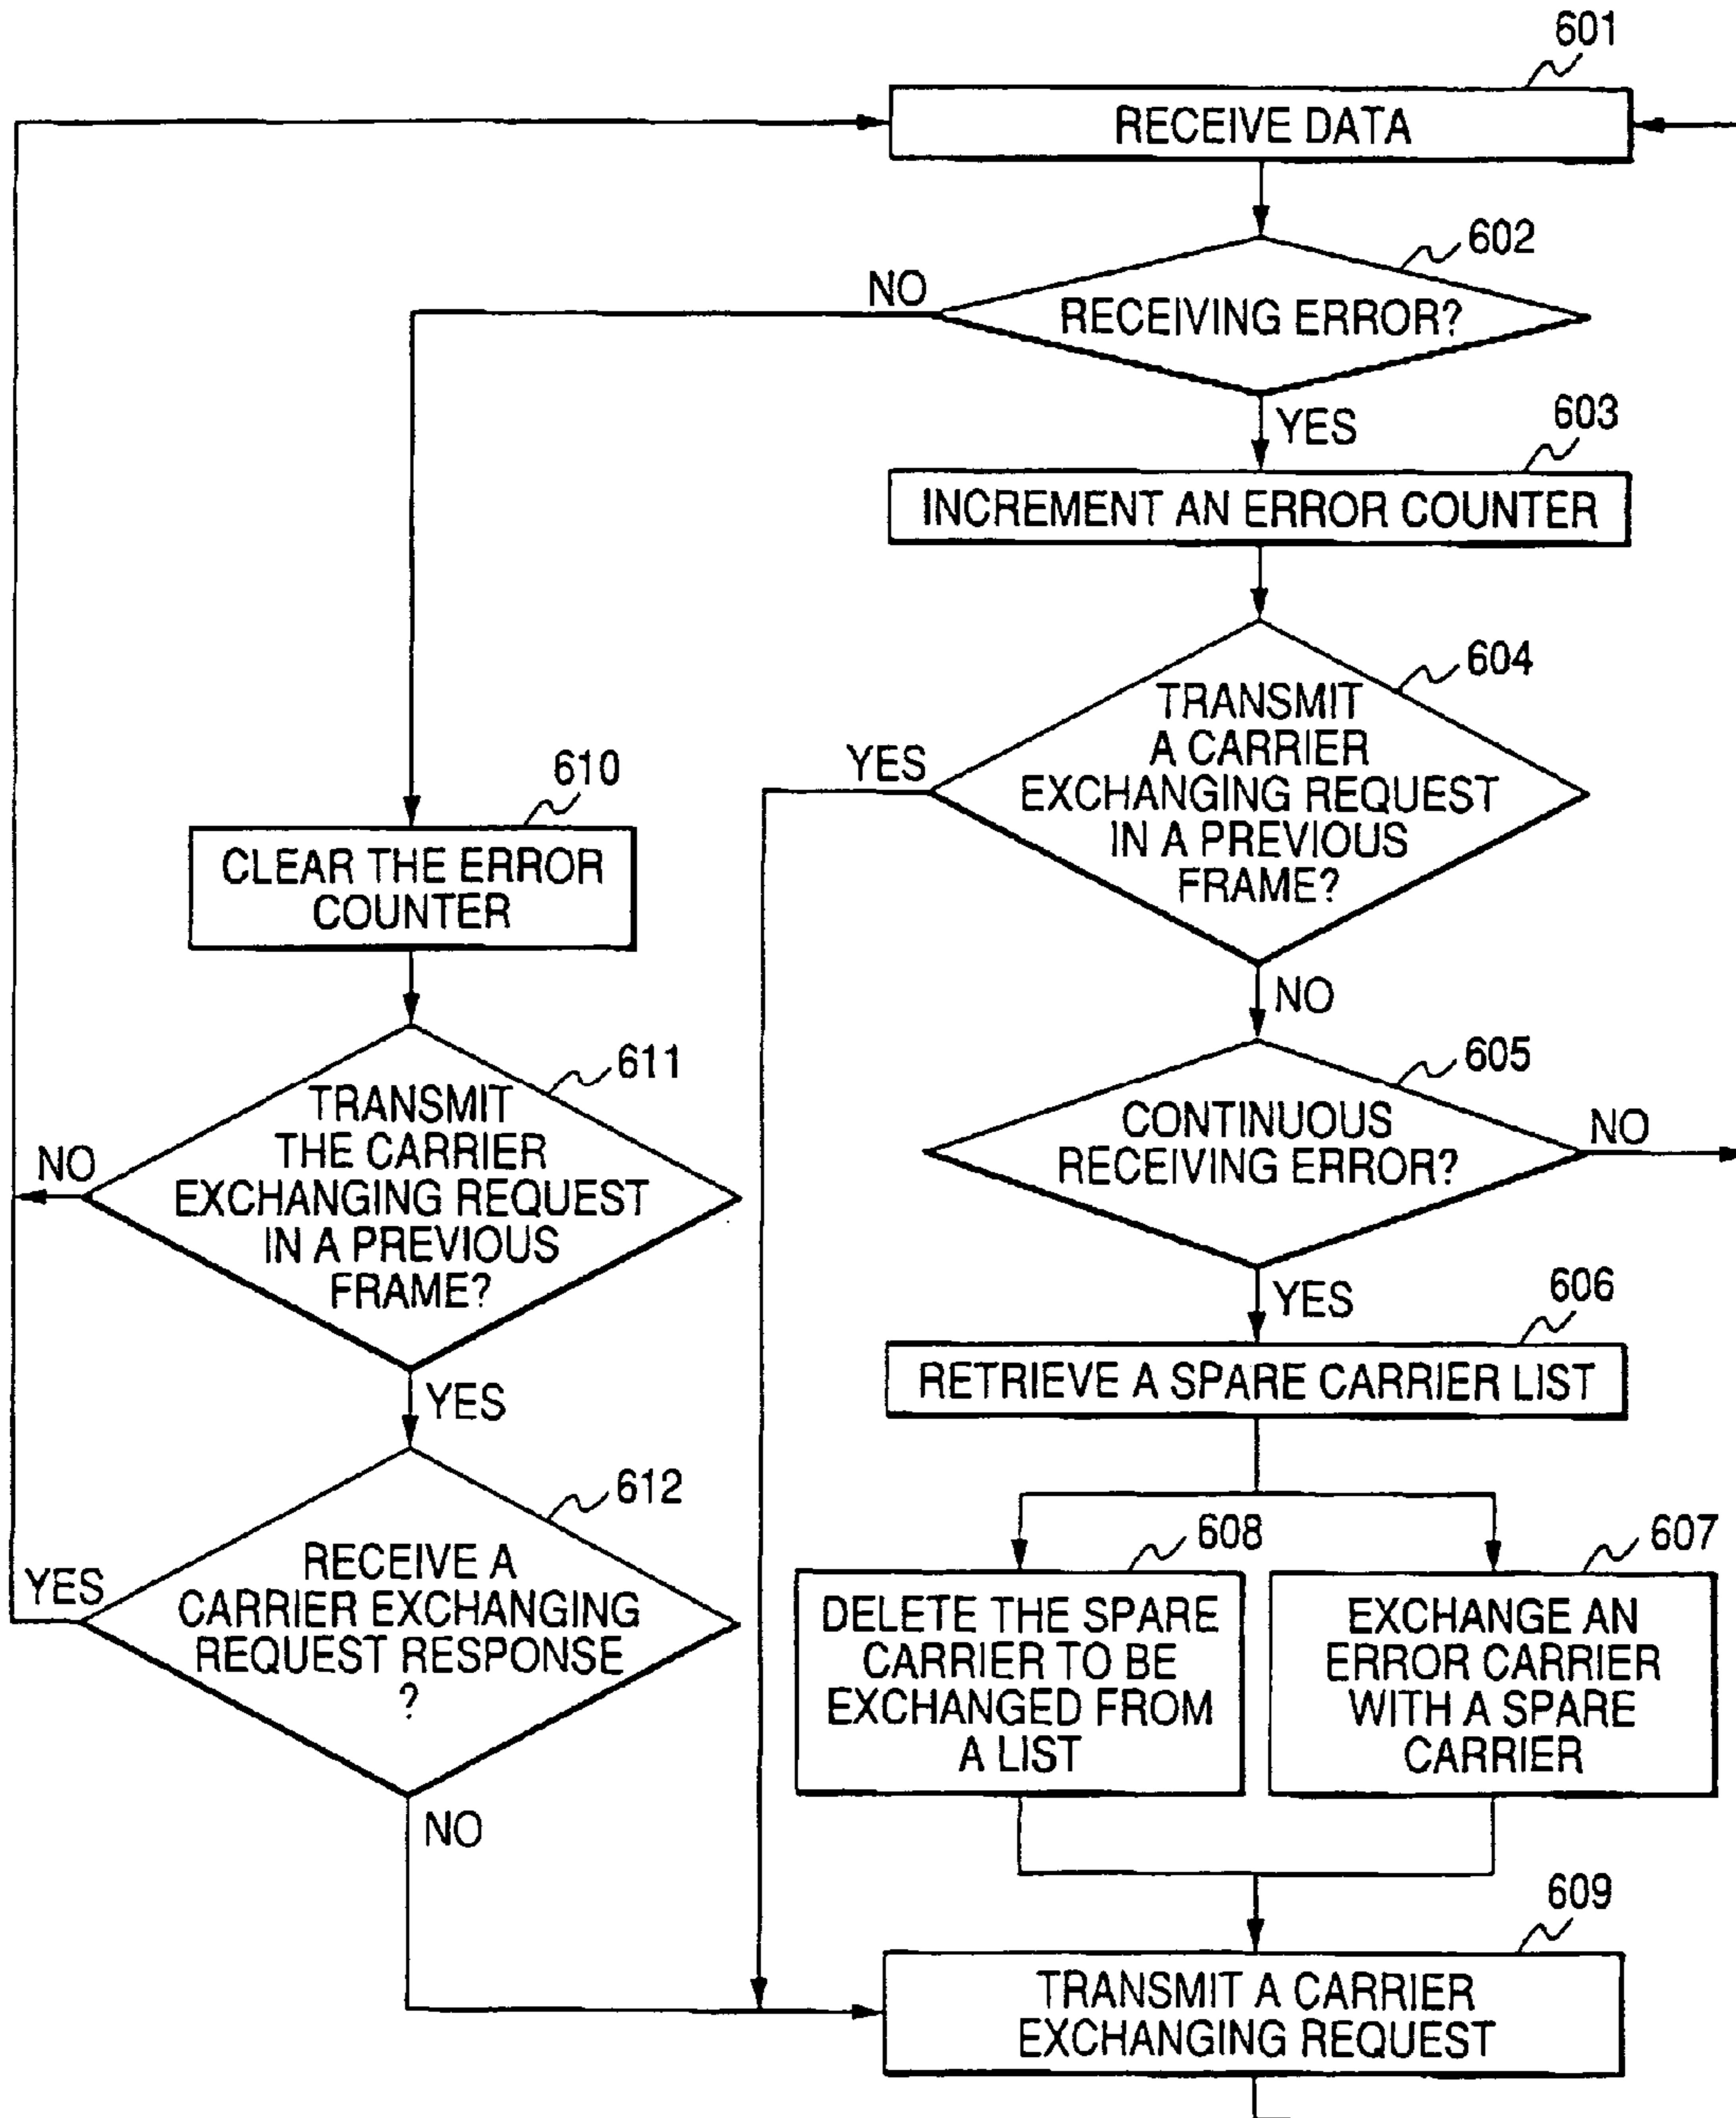 601
RECEIVE DATA
602
NO
RECEIVING ERROR?
YES
603
INCREMENT AN ERROR COUNTER
604
TRANSMIT
A CARRIER
EXCHANGING REQUEST
IN A PREVIOUS
FRAME?
YES
NO
610
CLEAR THE ERROR
COUNTER
611
TRANSMIT
THE CARRIER
EXCHANGING REQUEST
IN A PREVIOUS
FRAME?
NO
YES
605
CONTINUOUS
RECEIVING ERROR?
NO
YES
606
RETRIEVE A SPARE CARRIER LIST
612
RECEIVE A
CARRIER EXCHANGING
REQUEST RESPONSE
?
YES
NO
608
DELETE THE SPARE
CARRIER TO BE
EXCHANGED FROM
A LIST
607
EXCHANGE AN
ERROR CARRIER
WITH A SPARE
CARRIER
609
TRANSMIT A CARRIER
EXCHANGING REQUEST